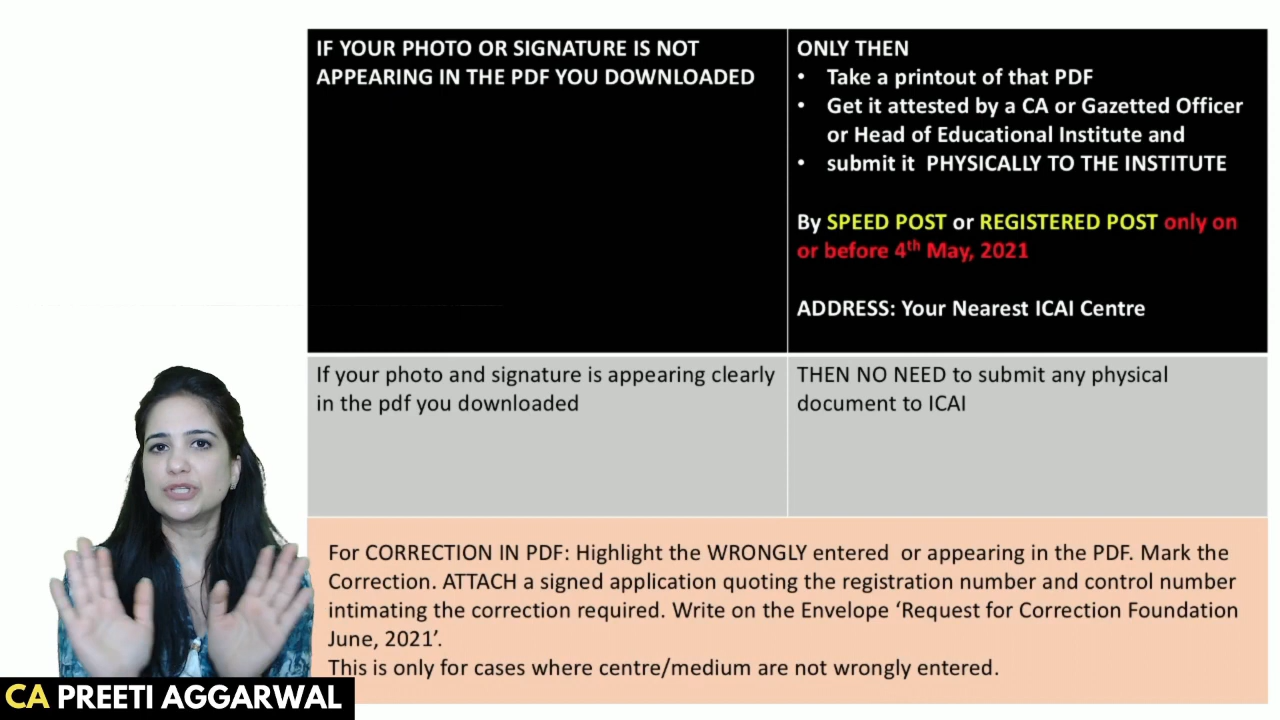 IF YOUR PHOTO OR SIGNATURE IS NOT
APPEARING IN THE PDF YOU DOWNLOADED
ONLY THEN
• Take a printout of that PDF
• Get it attested by a CA or Gazetted Officer
or Head of Educational Institute and
• submit it PHYSICALLY TO THE INSTITUTE
By SPEED POST or REGISTERED POST only on
or before 4th May, 2021
ADDRESS: Your Nearest ICAI Centre
If your photo and signature is appearing clearly
in the pdf you downloaded
THEN NO NEED to submit any physical
document to ICAI
For CORRECTION IN PDF: Highlight the WRONGLY entered or appearing in the PDF. Mark the
Correction. ATTACH a signed application quoting the registration number and control number
intimating the correction required. Write on the Envelope ‘Request for Correction Foundation
June, 2021’.
This is only for cases where centre/medium are not wrongly entered.
CA PREETI AGGARWAL